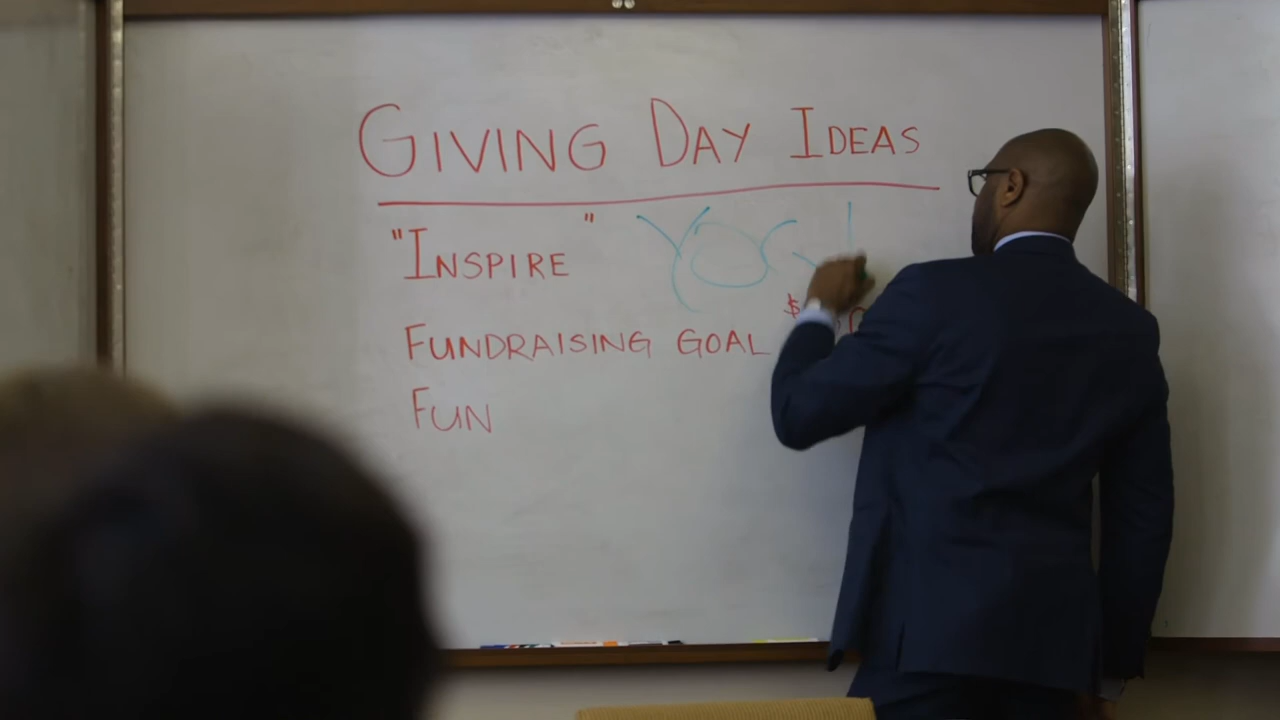 GIVING DAY IDEAS
"INSPIRE"
FUNDRAISING GOAL $
FUN